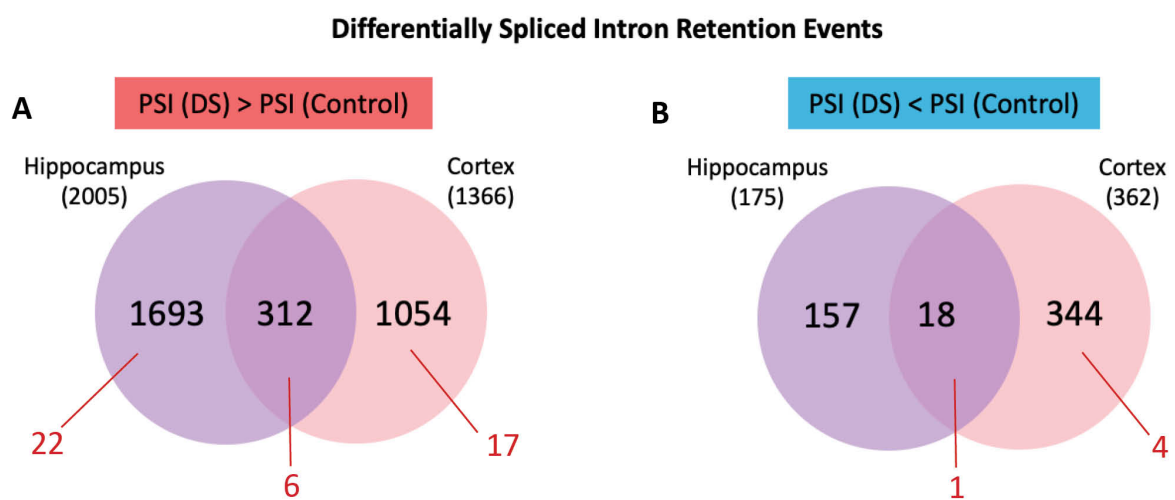 Differentially Spliced Intron Retention Events
A
PSI (DS) > PSI (Control)
Hippocampus
(2005)
Cortex
(1366)
1693
312
1054
22
6
17
B
PSI (DS) < PSI (Control)
Hippocampus
(175)
Cortex
(362)
157
18
344
1
4